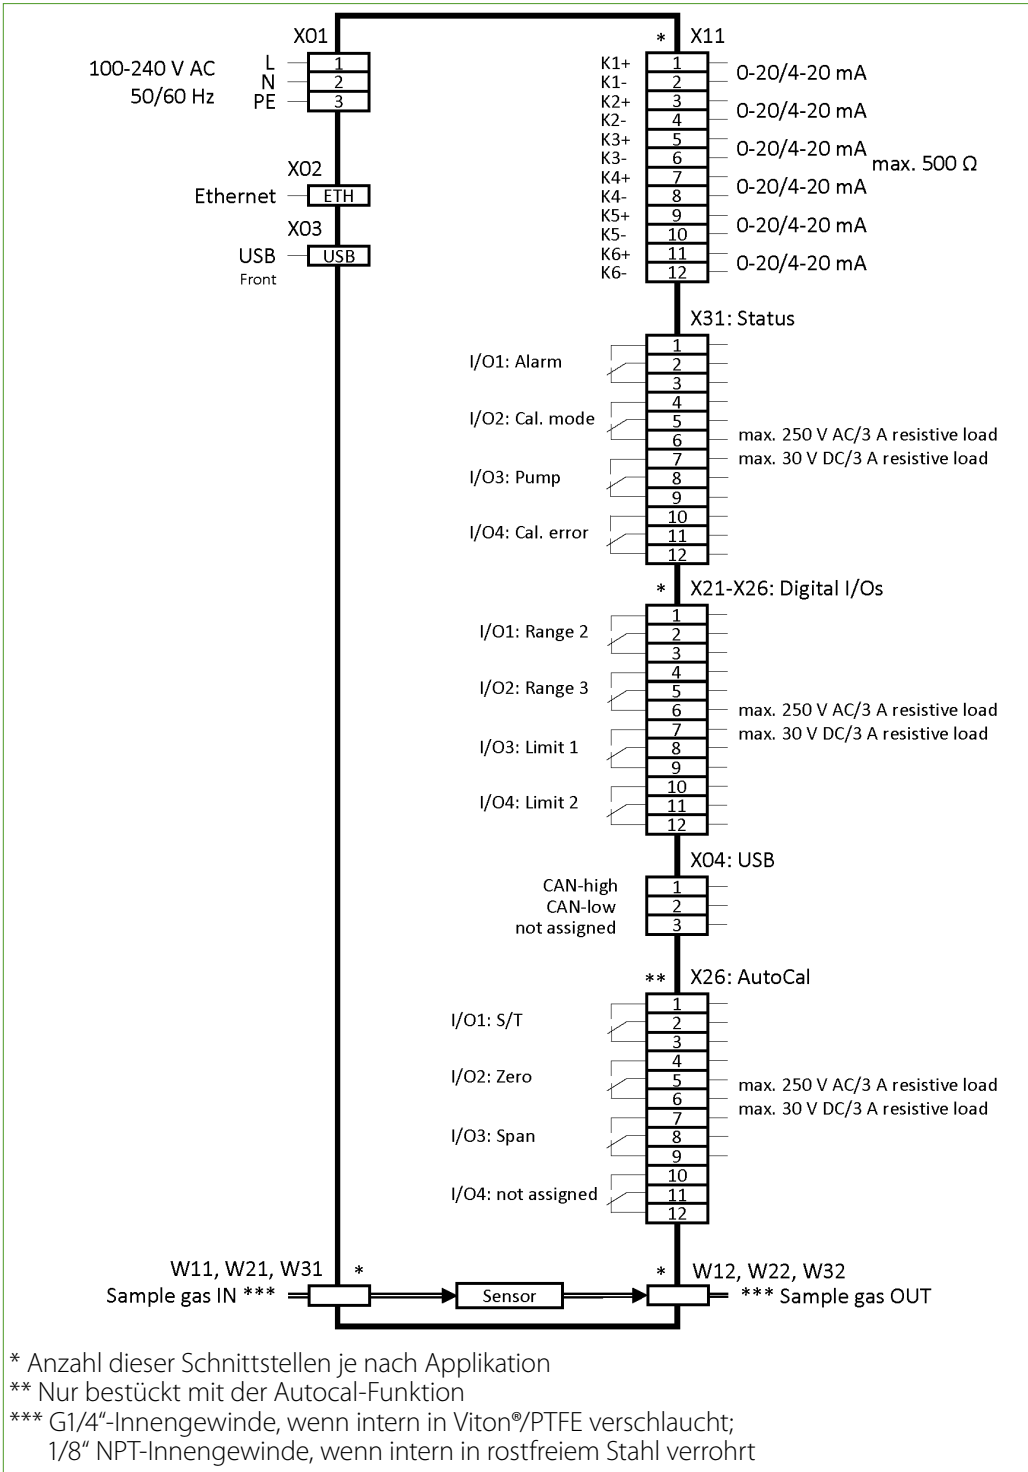 X01
100-240 V AC
50/60 Hz
L 1
N 2
PE 3
X02
Ethernet ETH
X03
USB USB
Front
* X11
K1+ 1
K1- 2
0-20/4-20 mA
K2+ 3
K2- 4
0-20/4-20 mA
K3+ 5
K3- 6
0-20/4-20 mA
max. 500 Ω
K4+ 7
K4- 8
0-20/4-20 mA
K5+ 9
K5- 10
0-20/4-20 mA
K6+ 11
K6- 12
0-20/4-20 mA
X31: Status
1
I/O1: Alarm 2
3
4
I/O2: Cal. mode 5
6
max. 250 V AC/3 A resistive load
max. 30 V DC/3 A resistive load
7
I/O3: Pump 8
9
10
I/O4: Cal. error 11
12
* X21-X26: Digital I/Os
1
I/O1: Range 2 2
3
4
I/O2: Range 3 5
6
max. 250 V AC/3 A resistive load
max. 30 V DC/3 A resistive load
7
I/O3: Limit 1 8
9
10
I/O4: Limit 2 11
12
X04: USB
CAN-high 1
CAN-low 2
not assigned 3
** X26: AutoCal
1
I/O1: S/T 2
3
4
I/O2: Zero 5
6
max. 250 V AC/3 A resistive load
max. 30 V DC/3 A resistive load
7
I/O3: Span 8
9
10
I/O4: not assigned 11
12
W11, W21, W31 *
Sample gas IN ***
Sensor
* W12, W22, W32
*** Sample gas OUT
* Anzahl dieser Schnittstellen je nach Applikation
** Nur bestückt mit der Autocal-Funktion
*** G1/4“-Innengewinde, wenn intern in Viton®/PTFE verschlaucht;
1/8“ NPT-Innengewinde, wenn intern in rostfreiem Stahl verrohrt